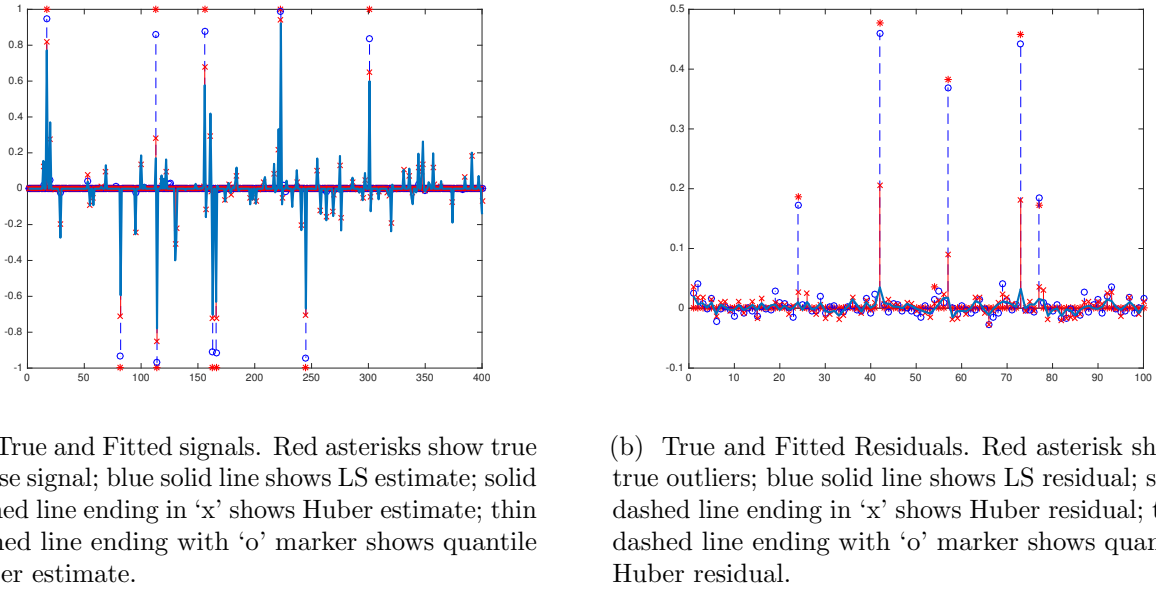 1
0.8
0.6
0.4
0.2
0
-0.2
-0.4
-0.6
-0.8
-1
0 50 100 150 200 250 300 350 400
True and Fitted signals. Red asterisks show true
se signal; blue solid line shows LS estimate; solid
ned line ending in ‘x’ shows Huber estimate; thin
ned line ending with ‘o’ marker shows quantile
er estimate.
0.5
0.4
0.3
0.2
0.1
0
-0.1
0 10 20 30 40 50 60 70 80 90 100
(b) True and Fitted Residuals. Red asterisk sh
true outliers; blue solid line shows LS residual; s
dashed line ending in ‘x’ shows Huber residual; t
dashed line ending with ‘o’ marker shows quan
Huber residual.